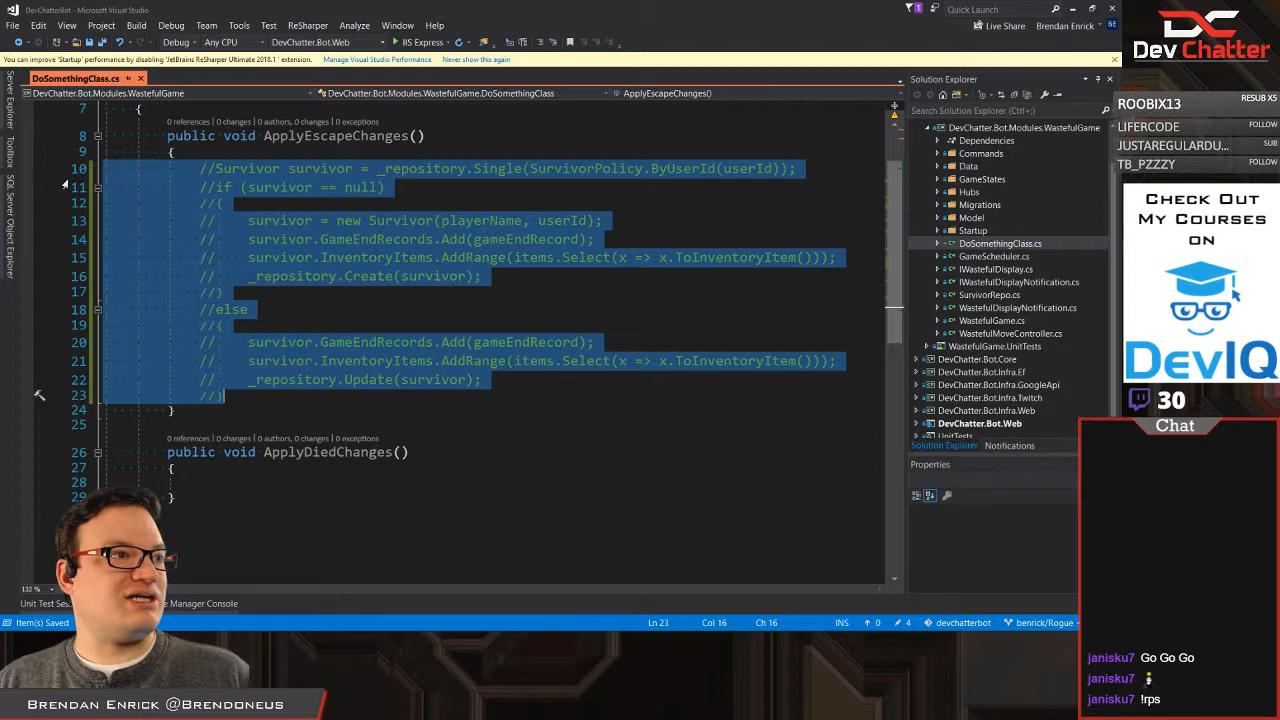 DevChatterBot - Microsoft Visual Studio
1
Quick Launch
File Edit View Project Build Debug Team Tools Test ReSharper Analyze Window Help
Live Share
Brendan Enrick
BE
Debug Any CPU DevChatter.Bot.Web IIS Express
You can improve 'Startup' performance by disabling 'JetBrains ReSharper Ultimate 2018.1' extension. Manage Visual Studio Performance Never show this again
Server Explorer
Toolbox
SQL Server Object Explorer
DoSomethingClass.cs
DevChatter.Bot.Modules.WastefulGame DevChatter.Bot.Modules.WastefulGame.DoSomethingClass ApplyEscapeChanges()
7 {
0 references | 0 changes | 0 authors, 0 changes | 0 exceptions
8 public void ApplyEscapeChanges()
9 {
10 //Survivor survivor = _repository.Single(SurvivorPolicy.ByUserId(userId));
11 //if (survivor == null)
12 //{
13 // survivor = new Survivor(playerName, userId);
14 // survivor.GameEndRecords.Add(gameEndRecord);
15 // survivor.InventoryItems.AddRange(items.Select(x => x.ToInventoryItem()));
16 // _repository.Create(survivor);
17 //}
18 //else
19 //{
20 // survivor.GameEndRecords.Add(gameEndRecord);
21 // survivor.InventoryItems.AddRange(items.Select(x => x.ToInventoryItem()));
22 // _repository.Update(survivor);
23 //}
24 }
25
0 references | 0 changes | 0 authors, 0 changes | 0 exceptions
26 public void ApplyDiedChanges()
27 {
28
29 }
132 %
Unit Test Ses
e Manager Console
Item(s) Saved
Ln 23 Col 16 Ch 16 INS 0 4 devchatterbot benrick/Rogue
Solution Explorer
Search Solution Explorer
DevChatter.Bot.Modules.WastefulGame
Dependencies
Commands
Data
GameStates
Hubs
Migrations
Model
Startup
DoSomethingClass.cs
GameScheduler.cs
IWastefulDisplay.cs
IWastefulDisplayNotification.cs
SurvivorRepo.cs
WastefulDisplayNotification.cs
WastefulGame.cs
WastefulMoveController.cs
WastefulGame.UnitTests
DevChatter.Bot.Core
DevChatter.Bot.Infra.Ef
DevChatter.Bot.Infra.GoogleApi
DevChatter.Bot.Infra.Twitch
DevChatter.Bot.Infra.Web
DevChatter.Bot.Web
UnitTests
Solution Explorer Notifications
Properties
Dev Chatter
ROOBIX13 RESUB X5
LIFERCODE FOLLOW
JUSTAREGULARDU... SUB
TB_PZZZY FOLLOW
Check Out
My Courses
on
DevIQ
30
Chat
janisku7 Go Go Go
janisku7
janisku7 !rps
Brendan Enrick @Brendoneus